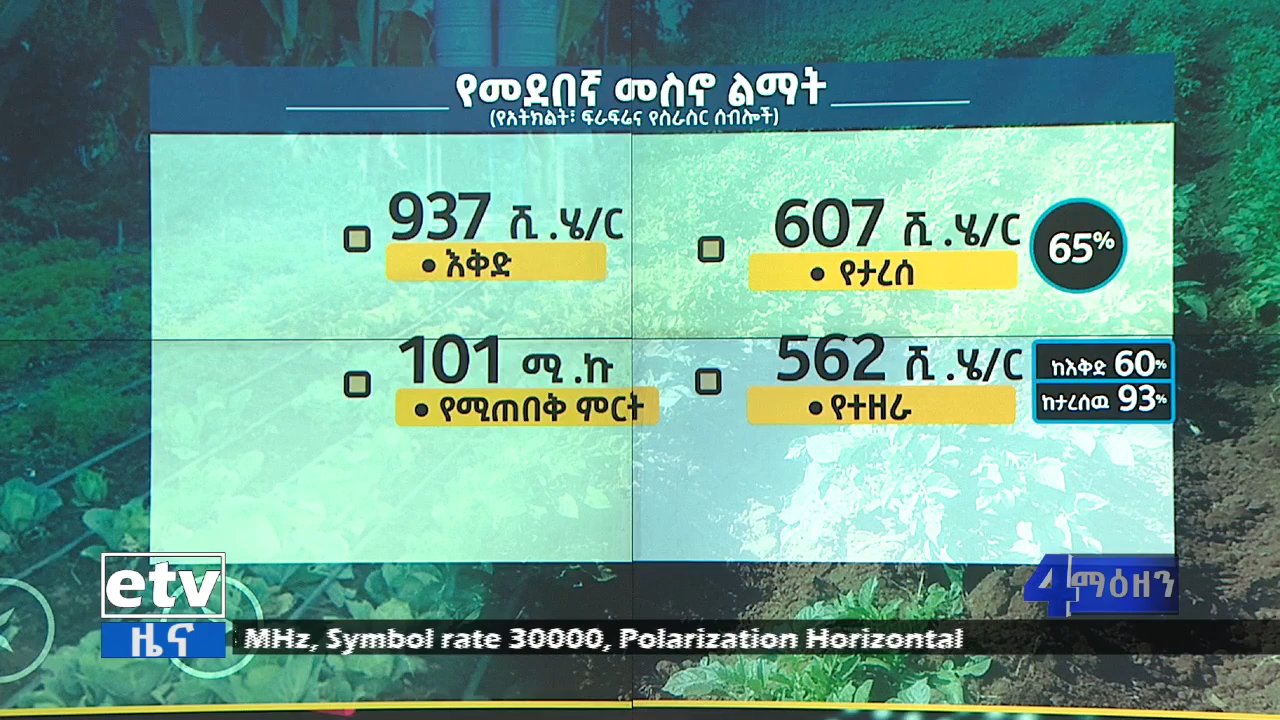 የመደበኛ መስኖ ልማት
(የአትክልት፣ ፍራፍሬና የስራስር ሰብሎች)
937 ሺ .ሄ/ር
• እቅድ
607 ሺ .ሄ/ር
• የታረሰ
65%
101 ሚ .ኩ
• የሚጠበቅ ምርት
562 ሺ .ሄ/ር
• የተዘራ
ከእቅድ 60%
ከታረሰዉ 93%
etv
ዜና
4 ማዕዘን
MHz, Symbol rate 30000, Polarization Horizontal